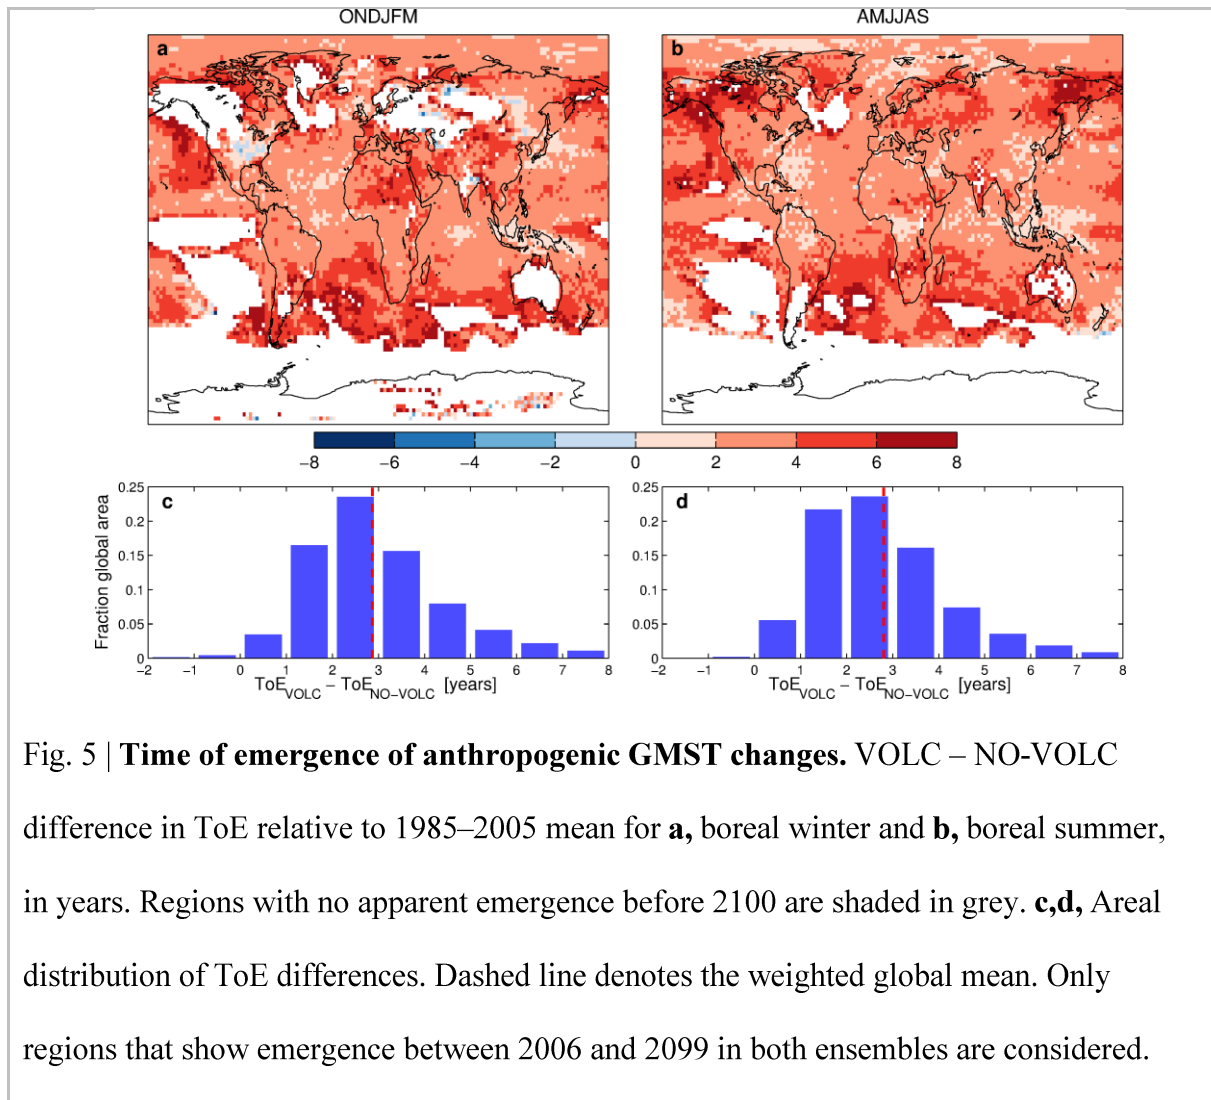 ONDJFM
AMJJAS
a
b
−8 −6 −4 −2 0 2 4 6 8
Fraction global area
0.25
0.2
0.15
0.1
0.05
0
c
−2 −1 0 1 2 3 4 5 6 7 8
ToE VOLC − ToE NO−VOLC [years]
0.25
0.2
0.15
0.1
0.05
0
d
−2 −1 0 1 2 3 4 5 6 7 8
ToE VOLC − ToE NO−VOLC [years]
Fig. 5 | Time of emergence of anthropogenic GMST changes. VOLC – NO-VOLC
difference in ToE relative to 1985–2005 mean for a, boreal winter and b, boreal summer,
in years. Regions with no apparent emergence before 2100 are shaded in grey. c,d, Areal
distribution of ToE differences. Dashed line denotes the weighted global mean. Only
regions that show emergence between 2006 and 2099 in both ensembles are considered.